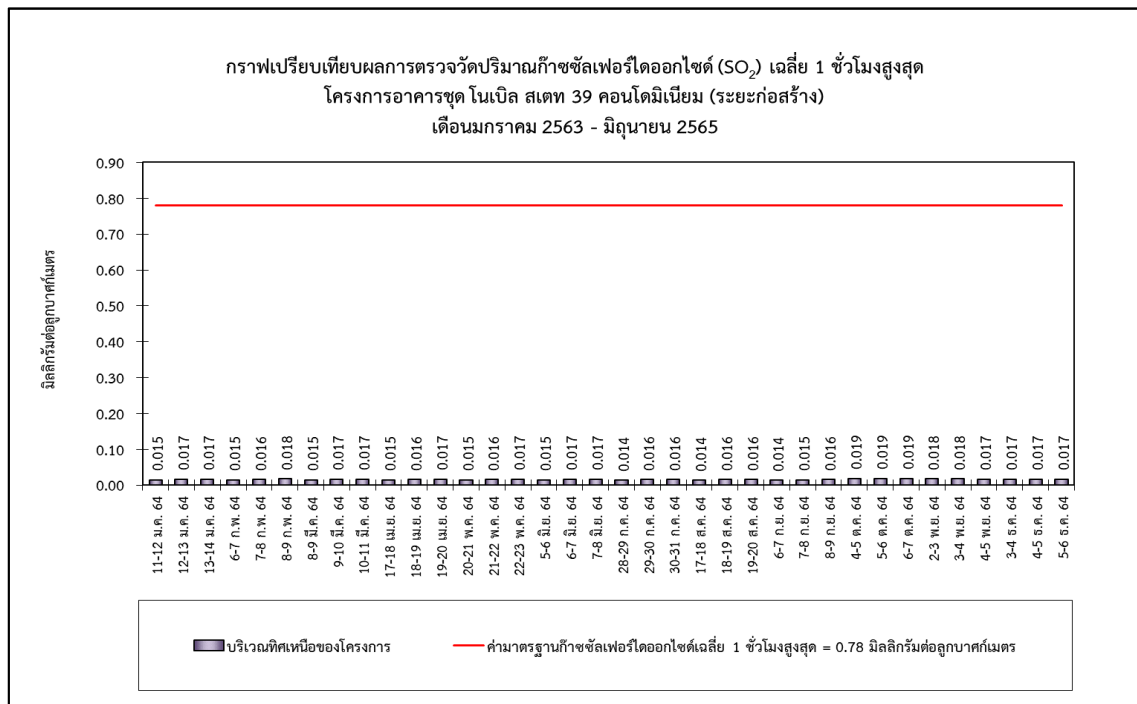 กราฟเปรียบเทียบผลการตรวจวัดปริมาณก๊าซซัลเฟอร์ไดออกไซด์ (SO2) เฉลี่ย 1 ชั่วโมงสูงสุด
โครงการอาคารชุด โนเบิล สเตท 39 คอนโดมิเนียม (ระยะก่อสร้าง)
เดือนมกราคม 2563 - มิถุนายน 2565
มิลลิกรัมต่อลูกบาศก์เมตร
0.90
0.80
0.70
0.60
0.50
0.40
0.30
0.20
0.10
0.00
0.015
0.017
0.017
0.015
0.016
0.018
0.015
0.017
0.017
0.015
0.016
0.017
0.015
0.016
0.017
0.015
0.017
0.017
0.014
0.016
0.016
0.014
0.016
0.016
0.014
0.015
0.016
0.019
0.019
0.019
0.018
0.018
0.017
0.017
0.017
0.017
11-12 ม.ค. 64
12-13 ม.ค. 64
13-14 ม.ค. 64
6-7 ก.พ. 64
7-8 ก.พ. 64
8-9 ก.พ. 64
8-9 มี.ค. 64
9-10 มี.ค. 64
10-11 มี.ค. 64
17-18 เม.ย. 64
18-19 เม.ย. 64
19-20 เม.ย. 64
20-21 พ.ค. 64
21-22 พ.ค. 64
22-23 พ.ค. 64
5-6 มิ.ย. 64
6-7 มิ.ย. 64
7-8 มิ.ย. 64
28-29 ก.ค. 64
29-30 ก.ค. 64
30-31 ก.ค. 64
17-18 ส.ค. 64
18-19 ส.ค. 64
19-20 ส.ค. 64
6-7 ก.ย. 64
7-8 ก.ย. 64
8-9 ก.ย. 64
4-5 ต.ค. 64
5-6 ต.ค. 64
6-7 ต.ค. 64
2-3 พ.ย. 64
3-4 พ.ย. 64
4-5 พ.ย. 64
3-4 ธ.ค. 64
4-5 ธ.ค. 64
5-6 ธ.ค. 64
บริเวณทิศเหนือของโครงการ
ค่ามาตรฐานก๊าซซัลเฟอร์ไดออกไซด์เฉลี่ย 1 ชั่วโมงสูงสุด = 0.78 มิลลิกรัมต่อลูกบาศก์เมตร